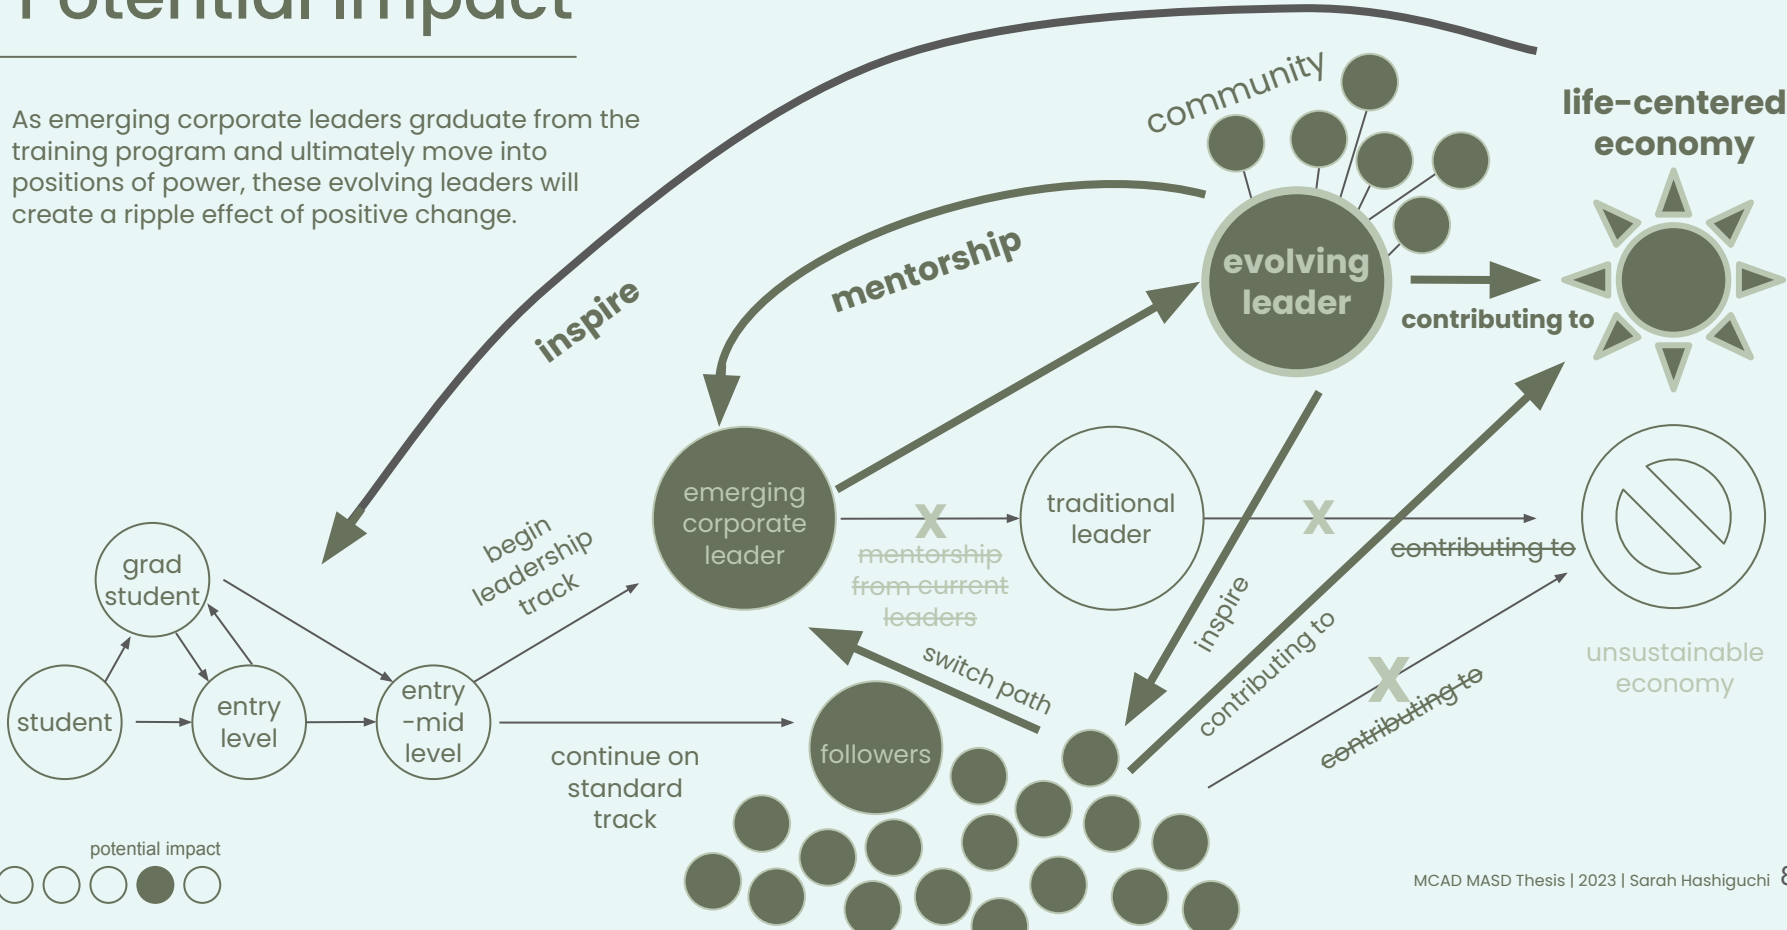 Potential Impact
As emerging corporate leaders graduate from the
training program and ultimately move into
positions of power, these evolving leaders will
create a ripple effect of positive change.
community
life-centered
economy
evolving
leader
contributing to
mentorship
inspire
emerging
corporate
leader
X
mentorship
from current
leaders
traditional
leader
X
contributing to
unsustainable
economy
begin
leadership
track
grad
student
student
entry
level
entry
-mid
level
continue on
standard
track
followers
switch path
inspire
contributing to
X
contributing to
potential impact
MCAD MASD Thesis | 2023 | Sarah Hashiguchi